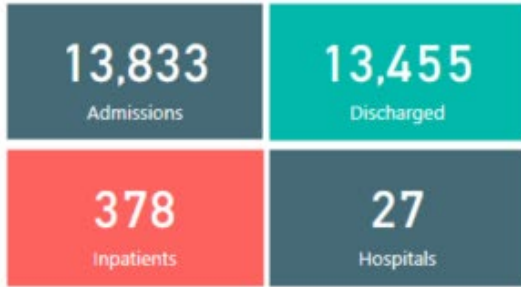 13,833
Admissions
13,455
Discharged
378
Inpatients
27
Hospitals